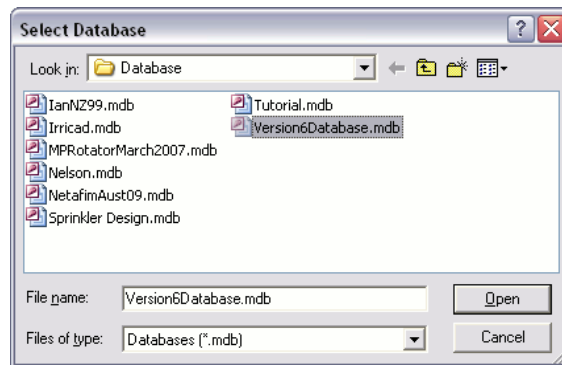 Select Database
Look in: Database
IanNZ99.mdb
Irricad.mdb
MPRotatorMarch2007.mdb
Nelson.mdb
NetafimAust09.mdb
Sprinkler Design.mdb
Tutorial.mdb
Version6Database.mdb
File name: Version6Database.mdb Open
Files of type: Databases (*.mdb) Cancel